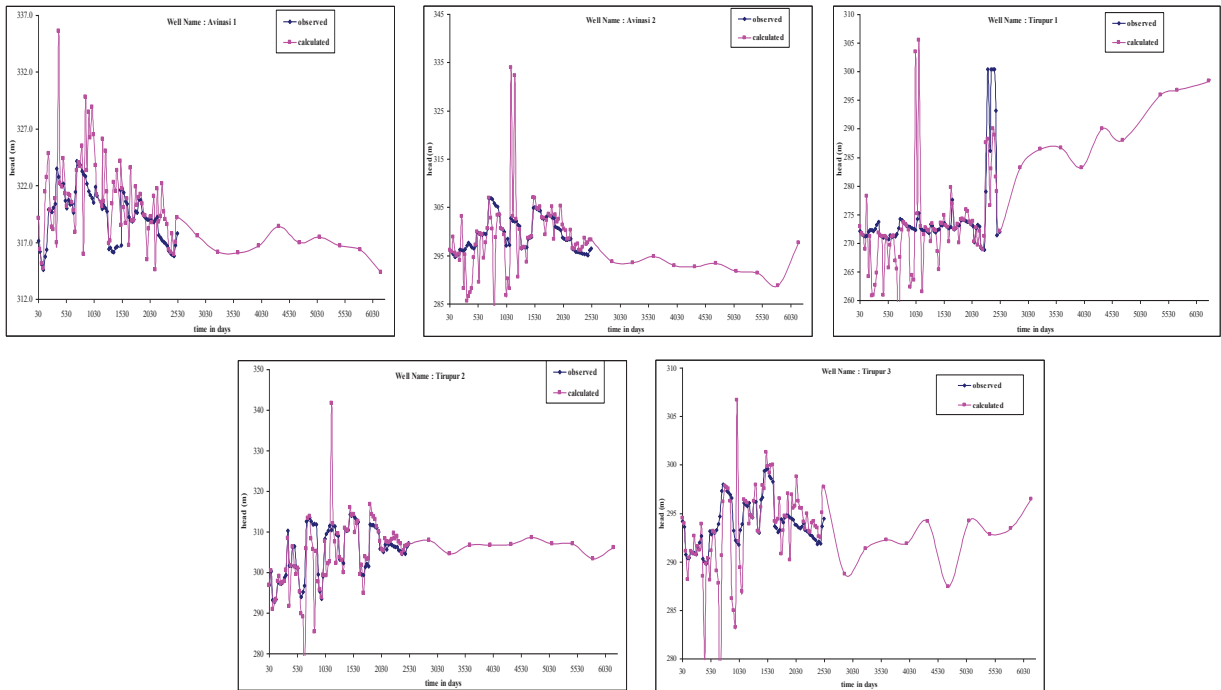 Well Name : Avinasi 1
observed
calculated
head (m)
337.0
332.0
327.0
322.0
317.0
312.0
30 530 1030 1530 2030 2530 3030 3530 4030 4530 5030 5530 6030
time in days
Well Name : Avinasi 2
observed
calculated
head (m)
345
335
325
315
305
295
285
30 530 1030 1530 2030 2530 3030 3530 4030 4530 5030 5530 6030
time in days
Well Name : Tirupur 1
observed
calculated
head (m)
310
305
300
295
290
285
280
275
270
265
260
30 530 1030 1530 2030 2530 3030 3530 4030 4530 5030 5530 6030
time in days
Well Name : Tirupur 2
observed
calculated
head (m)
350
340
330
320
310
300
290
280
30 530 1030 1530 2030 2530 3030 3530 4030 4530 5030 5530 6030
time in days
Well Name : Tirupur 3
observed
calculated
head (m)
310
305
300
295
290
285
280
30 530 1030 1530 2030 2530 3030 3530 4030 4530 5030 5530 6030
time in days